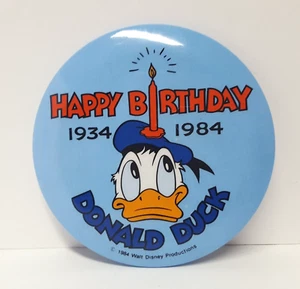 HAPPY BIRTHDAY
1934 1984
DONALD DUCK
© 1984 Walt Disney Productions